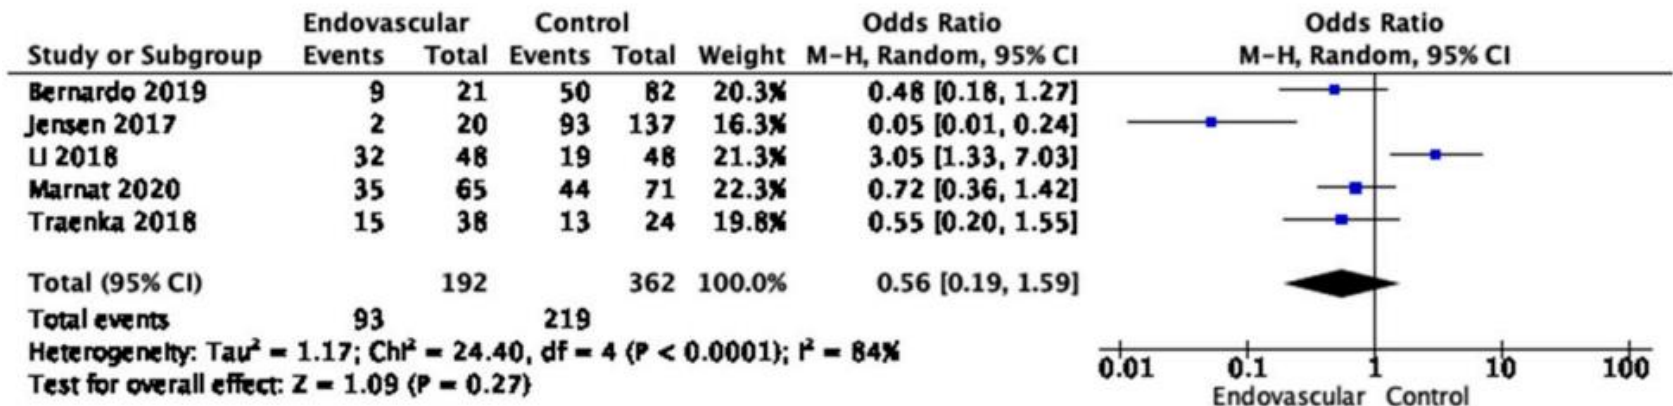 Endovascular Control Odds Ratio Odds Ratio
Study or Subgroup Events Total Events Total Weight M-H, Random, 95% CI M-H, Random, 95% CI
Bernardo 2019 9 21 50 82 20.3% 0.48 [0.18, 1.27]
Jensen 2017 2 20 93 137 16.3% 0.05 [0.01, 0.24]
LI 2018 32 48 19 48 21.3% 3.05 [1.33, 7.03]
Marnat 2020 35 65 44 71 22.3% 0.72 [0.36, 1.42]
Traenka 2018 15 38 13 24 19.8% 0.55 [0.20, 1.55]
Total (95% CI) 192 362 100.0% 0.56 [0.19, 1.59]
Total events 93 219
Heterogeneity: Tau² = 1.17; Chi² = 24.40, df = 4 (P < 0.0001); I² = 84%
Test for overall effect: Z = 1.09 (P = 0.27)
0.01 0.1 1 10 100
Endovascular Control